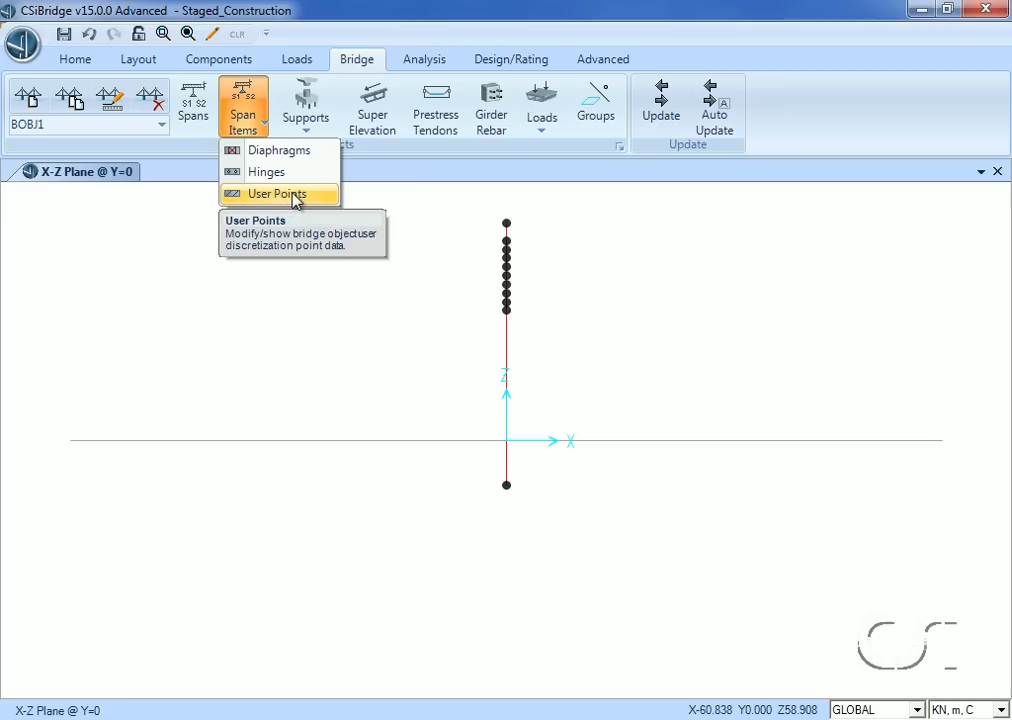 CSiBridge v15.0.0 Advanced - Staged_Construction
CLR
Home Layout Components Loads Bridge Analysis Design/Rating Advanced
BOBJ1
S1 S2
Spans
S1 S2
Span
Items
Supports
Super
Elevation
Prestress
Tendons
Girder
Rebar
Loads
Groups
Update
A
Auto
Update
cts
Update
Diaphragms
Hinges
User Points
User Points
Modify/show bridge objectuser
discretization point data.
X-Z Plane @ Y=0
Z
X
CSI
X-Z Plane @ Y=0
X-60.838 Y0.000 Z58.908
GLOBAL
KN, m, C